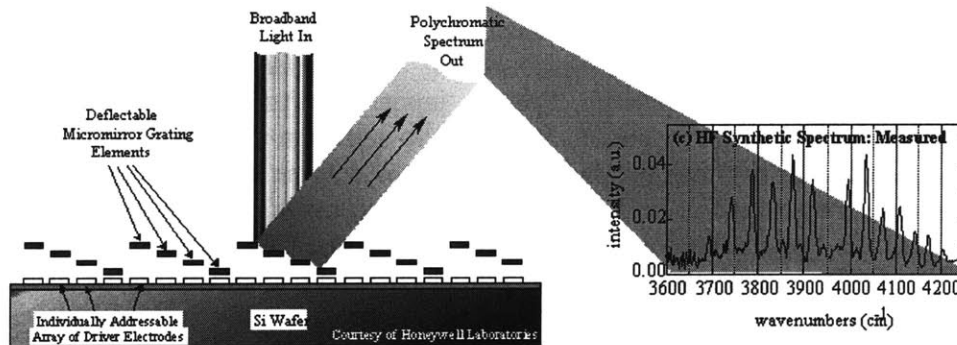 Broadband
Light In
Polychromatic
Spectrum
Out
Deflectable
Micromirror Grating
Elements
Individually Addressable
Array of Driver Electrodes
Si Wafer
Courtesy of Honeywell Laboratories
(c) HF Synthetic Spectrum: Measured
intensity (a.u.)
0.04
0.02
0.00
3600 3700 3800 3900 4000 4100 4200
wavenumbers (cm-1)